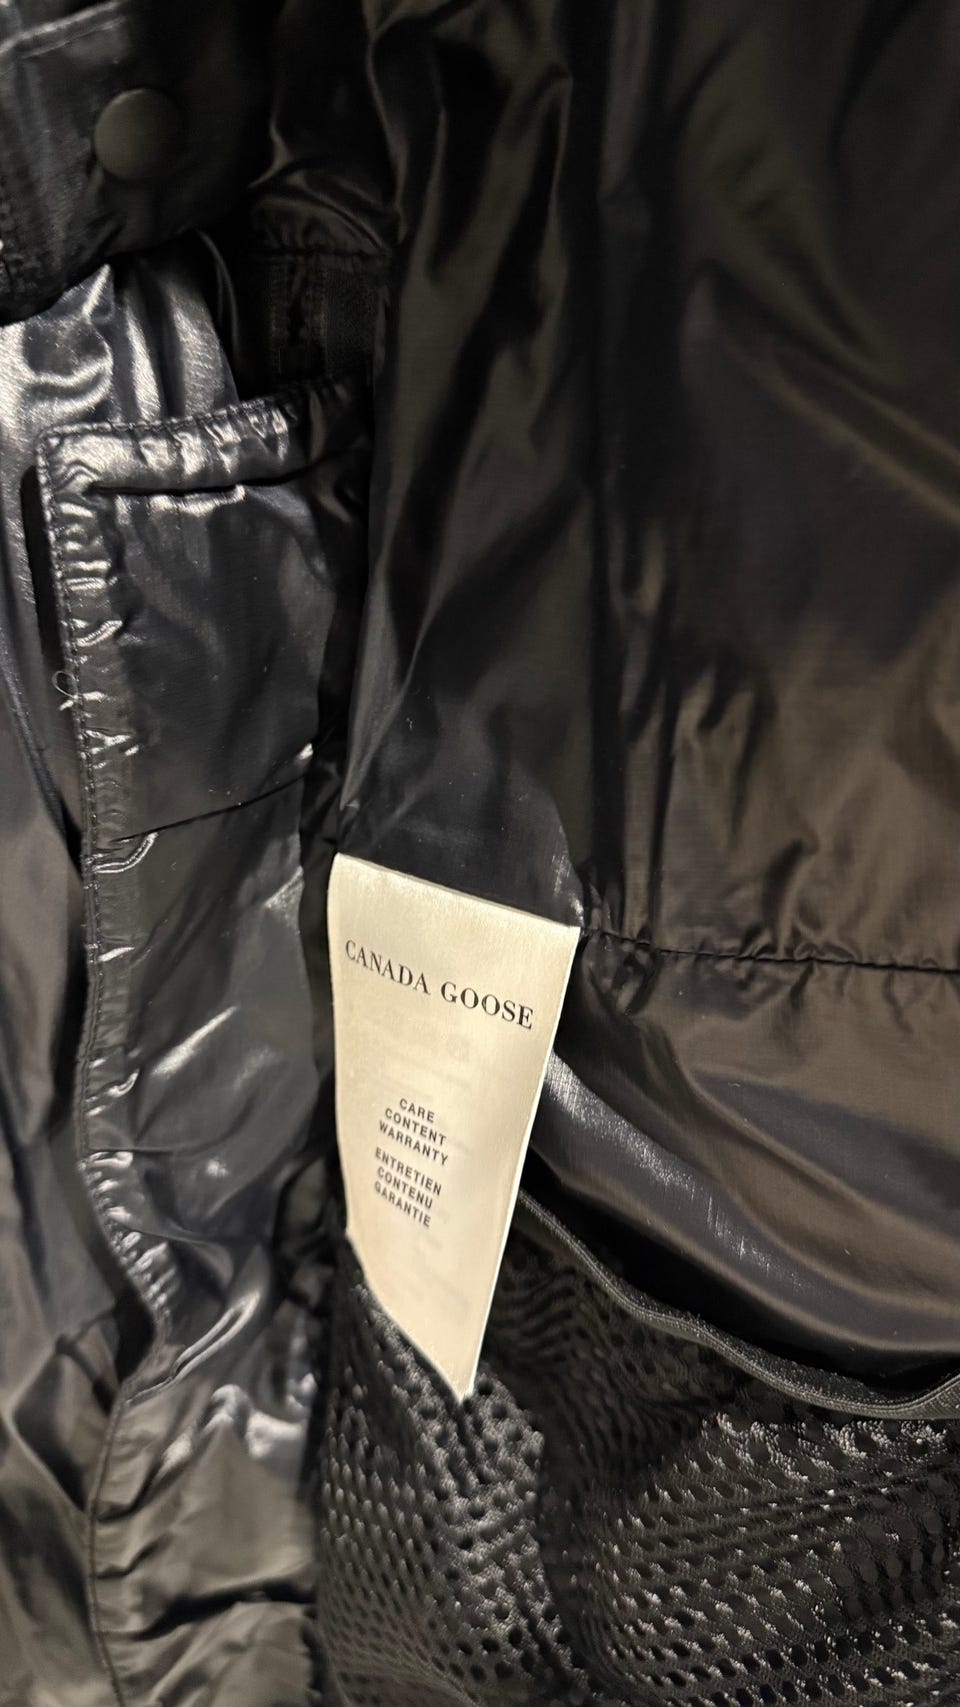 CANADA GOOSE
CARE
CONTENT
WARRANTY
ENTRETIEN
CONTENU
GARANTIE